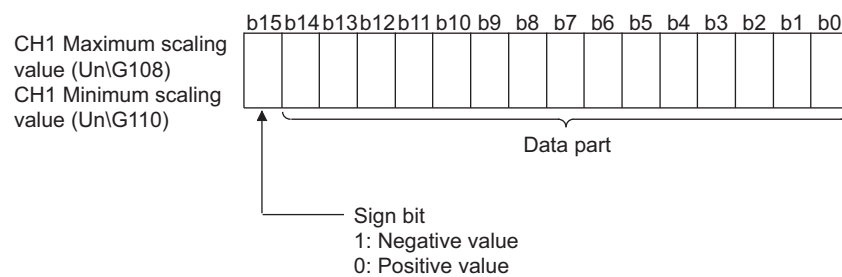 b15 b14 b13 b12 b11 b10 b9 b8 b7 b6 b5 b4 b3 b2 b1 b0
CH1 Maximum scaling
value (Un\G108)
CH1 Minimum scaling
value (Un\G110)
Data part
Sign bit
1: Negative value
0: Positive value